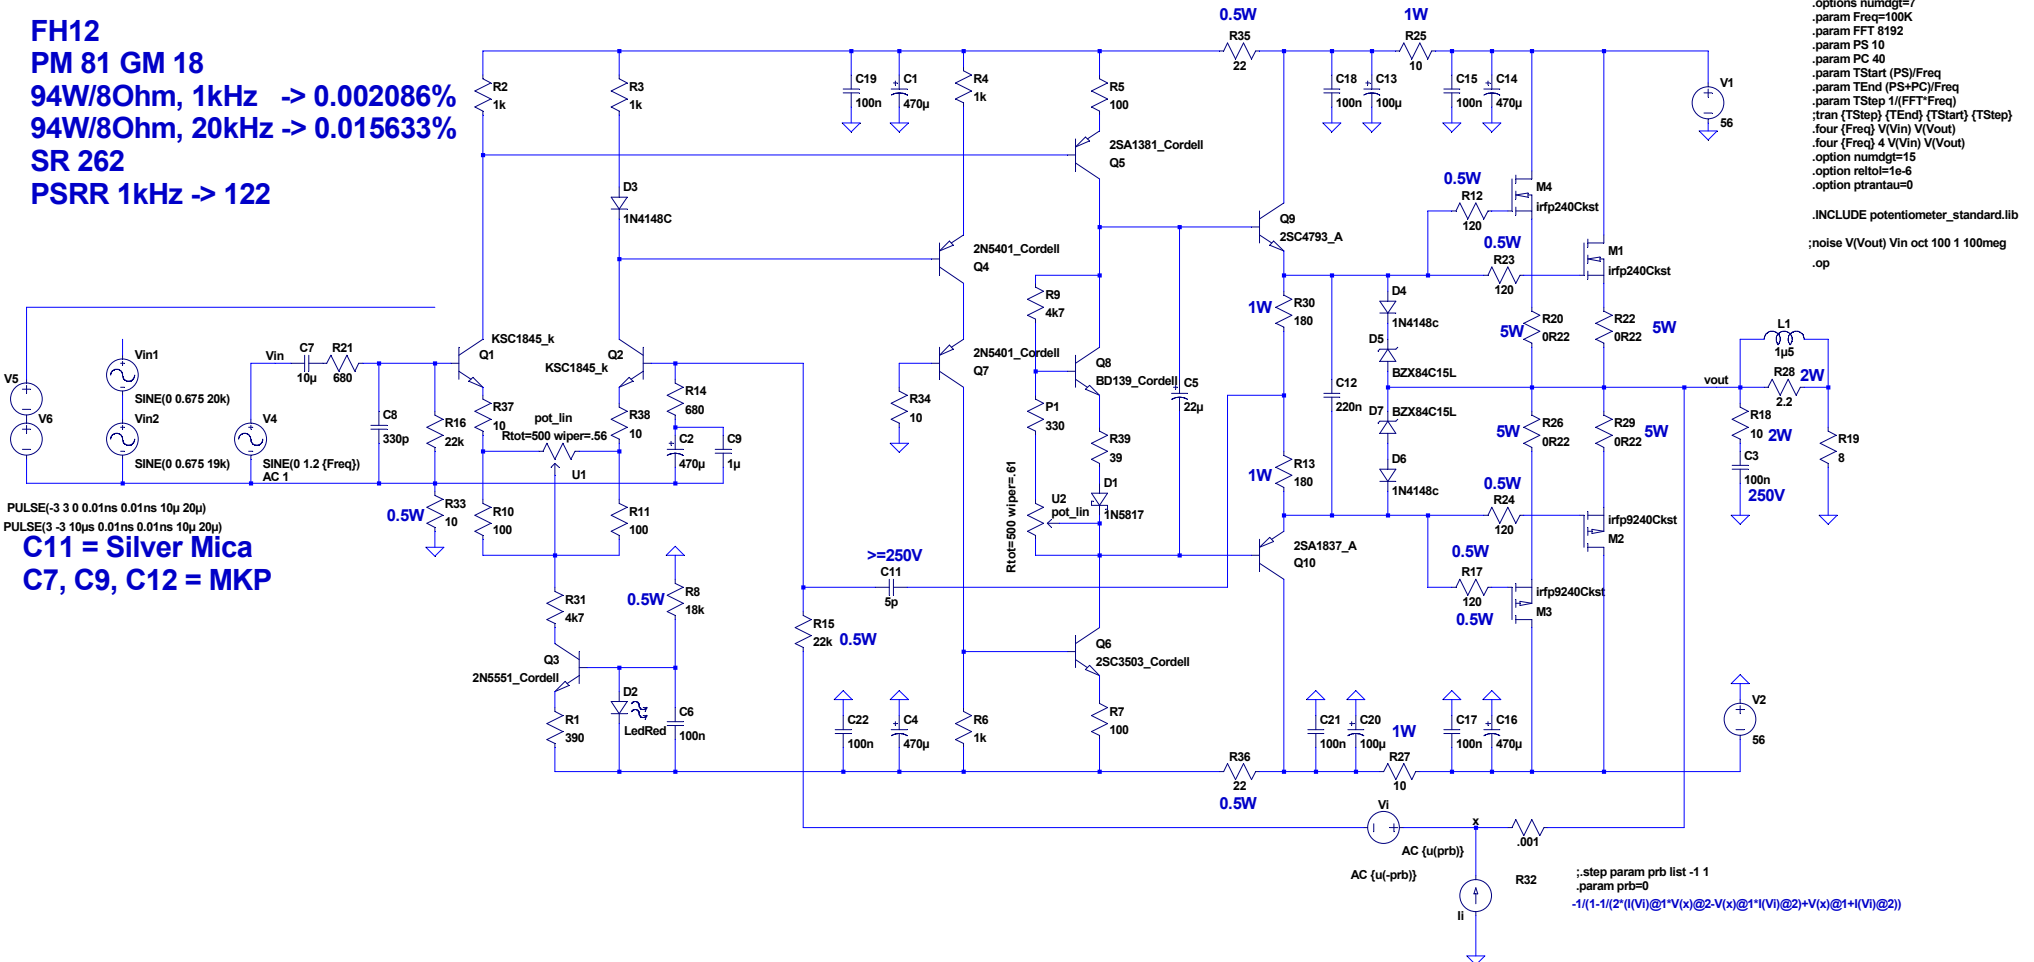 FH12
PM 81 GM 18
94W/8Ohm, 1kHz -> 0.002086%
94W/8Ohm, 20kHz -> 0.015633%
SR 262
PSRR 1kHz -> 122
.options numdgt=7
.param Freq=100K
.param FFT 8192
.param PS 10
.param PC 40
.param TStart (PS)/Freq
.param TEnd (PS+PC)/Freq
.param TStep 1/(FFT*Freq)
;tran {TStep} {TEnd} {TStart} {TStep}
.four {Freq} V(Vin) V(Vout)
.four {Freq} 4 V(Vin) V(Vout)
.option numdgt=15
.option reltol=1e-6
.option ptrantau=0
.INCLUDE potentiometer_standard.lib
;noise V(Vout) Vin oct 100 1 100meg
.op
R2
1k
R3
1k
C19
100n
C1
470µ
R4
1k
R5
100
0.5W
R35
22
1W
R25
10
C18
100n
C13
100µ
C15
100n
C14
470µ
V1
56
2SA1381_Cordell
Q5
D3
1N4148C
2N5401_Cordell
Q4
Q9
2SC4793_A
0.5W
R12
120
M4
irfp240Ckst
0.5W
R23
120
M1
irfp240Ckst
R9
4k7
1W
R30
180
D4
1N4148c
D5
BZX84C15L
5W
R20
0R22
R22
0R22
5W
L1
1µ5
vout
R28
2W
2.2
V5
V6
Vin1
SINE(0 0.675 20k)
Vin2
SINE(0 0.675 19k)
Vin
V4
SINE(0 1.2 {Freq})
AC 1
C7
10µ
R21
680
C8
330p
R16
22k
KSC1845_k
Q1
Q2
KSC1845_k
R37
10
pot_lin
Rtot=500 wiper=.56
U1
R38
10
R14
680
C2
470µ
C9
1µ
2N5401_Cordell
Q7
R34
10
Q8
BD139_Cordell
P1
330
R39
39
C5
22µ
C12
220n
D7
BZX84C15L
D6
1N4148c
5W
R26
0R22
R29
0R22
5W
R18
10
2W
C3
100n
250V
R19
8
1W
R13
180
D1
1N5817
U2
pot_lin
Rtot=500 wiper=.61
0.5W
R24
120
irfp9240Ckst
M2
PULSE(-3 3 0 0.01ns 0.01ns 10µ 20µ)
PULSE(3 -3 10µs 0.01ns 0.01ns 10µ 20µ)
0.5W
R33
10
R10
100
R11
100
C11 = Silver Mica
C7, C9, C12 = MKP
>=250V
C11
5p
2SA1837_A
Q10
0.5W
R17
120
0.5W
irfp9240Ckst
M3
R31
4k7
0.5W
R8
18k
R15
22k
0.5W
Q3
2N5551_Cordell
R1
390
D2
LedRed
C6
100n
Q6
2SC3503_Cordell
C22
100n
C4
470µ
R6
1k
R7
100
R36
22
0.5W
C21
100n
C20
100µ
1W
R27
10
C17
100n
C16
470µ
V2
56
Vi
AC {u(prb)}
AC {u(-prb)}
x
.001
R32
Ii
;.step param prb list -1 1
.param prb=0
-1/(1-1/(2*(I(Vi)@1*V(x)@2-V(x)@1*I(Vi)@2)+V(x)@1+I(Vi)@2))